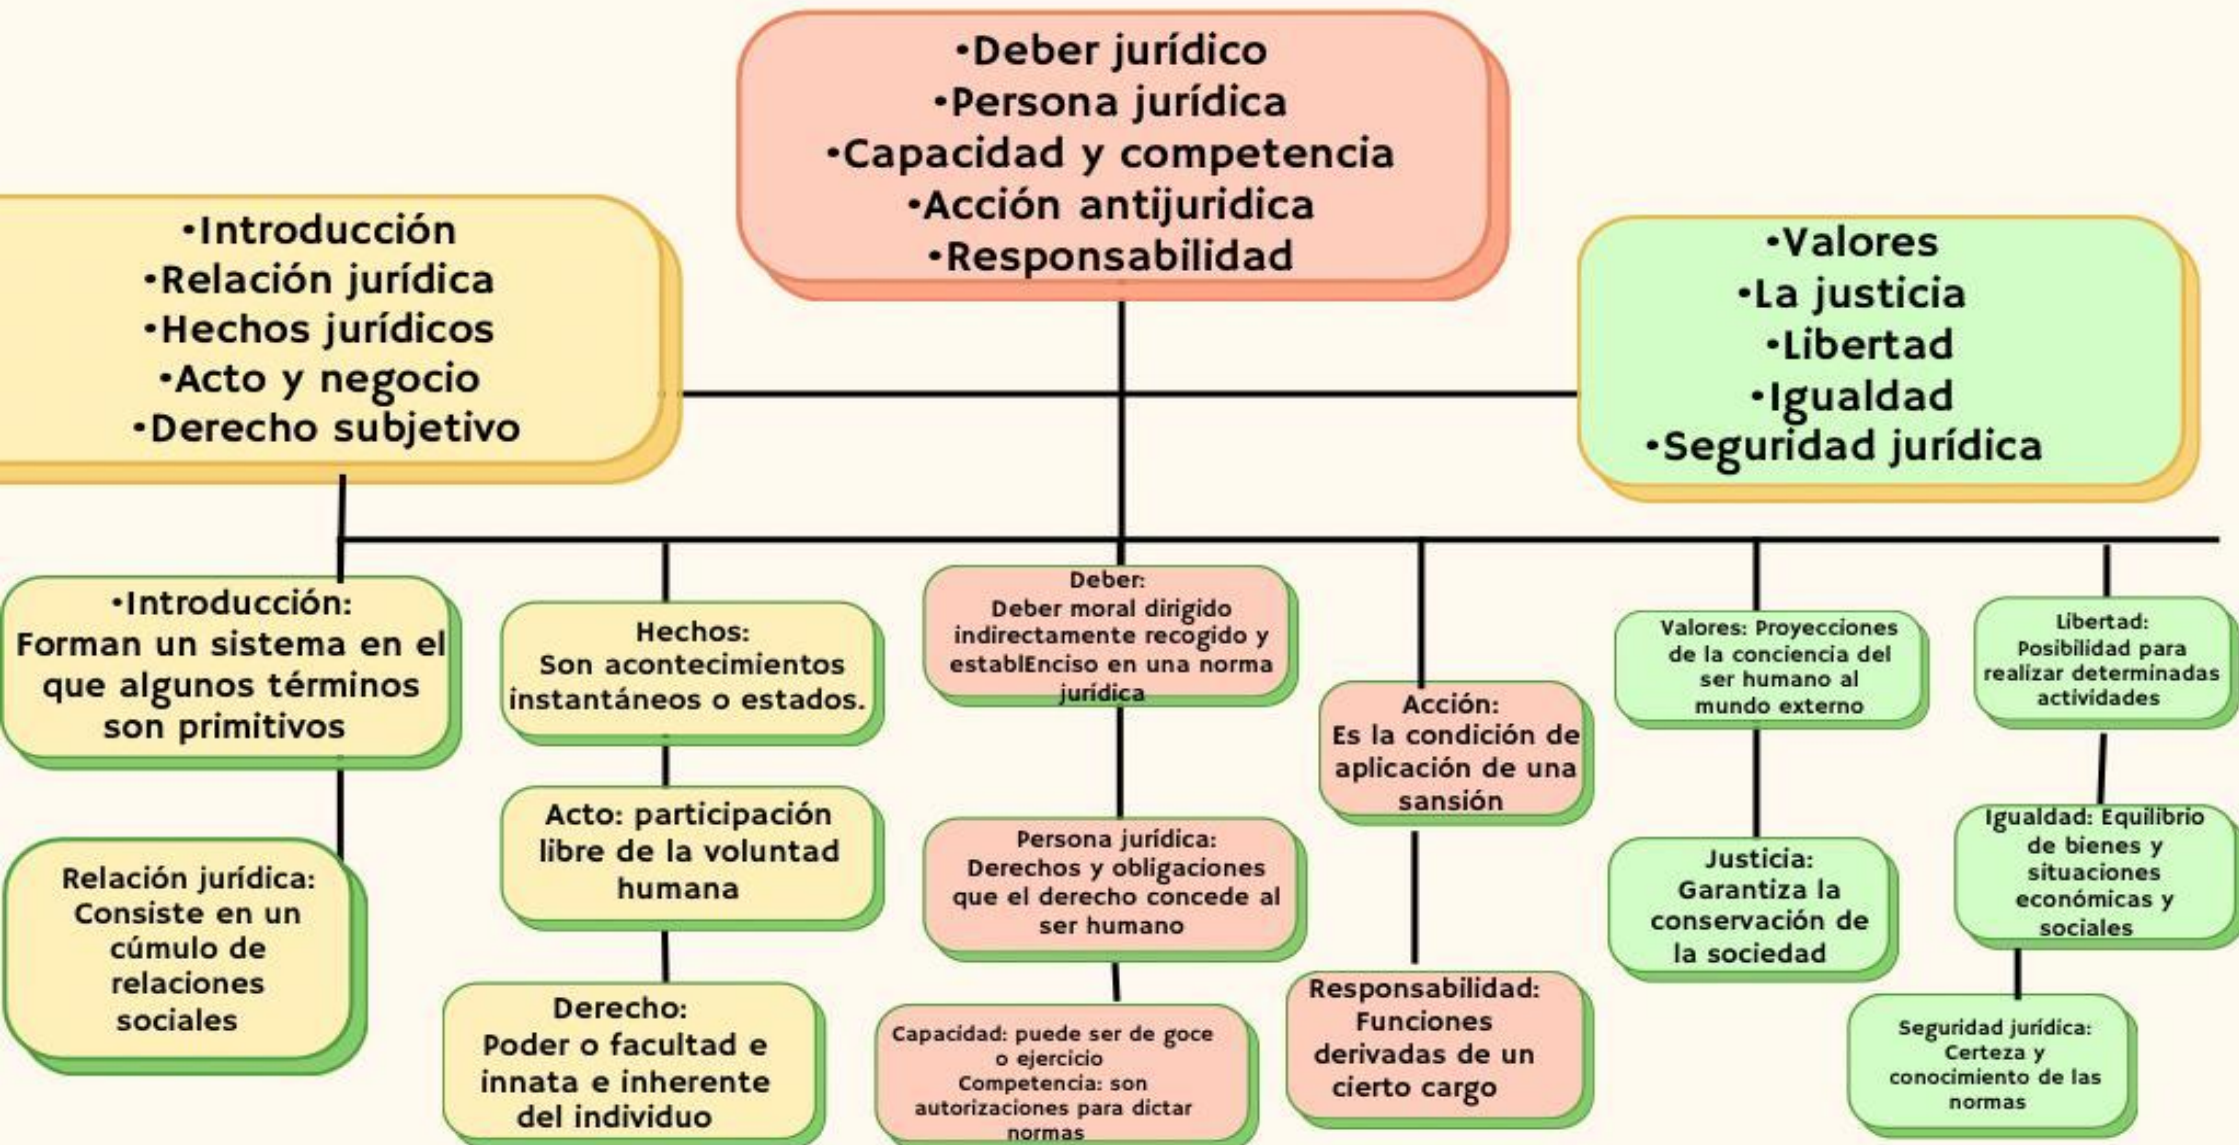 •Deber jurídico
•Persona jurídica
•Capacidad y competencia
•Acción antijuridica
•Responsabilidad
•Introducción
•Relación jurídica
•Hechos jurídicos
•Acto y negocio
•Derecho subjetivo
•Valores
•La justicia
•Libertad
•Igualdad
•Seguridad jurídica
•Introducción:
Forman un sistema en el
que algunos términos
son primitivos
Relación jurídica:
Consiste en un
cúmulo de
relaciones
sociales
Hechos:
Son acontecimientos
instantáneos o estados.
Acto: participación
libre de la voluntad
humana
Derecho:
Poder o facultad e
innata e inherente
del individuo
Deber:
Deber moral dirigido
indirectamente recogido y
establEnciso en una norma
jurídica
Persona jurídica:
Derechos y obligaciones
que el derecho concede al
ser humano
Capacidad: puede ser de goce
o ejercicio
Competencia: son
autorizaciones para dictar
normas
Acción:
Es la condición de
aplicación de una
sansión
Responsabilidad:
Funciones
derivadas de un
cierto cargo
Valores: Proyecciones
de la conciencia del
ser humano al
mundo externo
Justicia:
Garantiza la
conservación de
la sociedad
Libertad:
Posibilidad para
realizar determinadas
actividades
Igualdad: Equilibrio
de bienes y
situaciones
económicas y
sociales
Seguridad jurídica:
Certeza y
conocimiento de las
normas